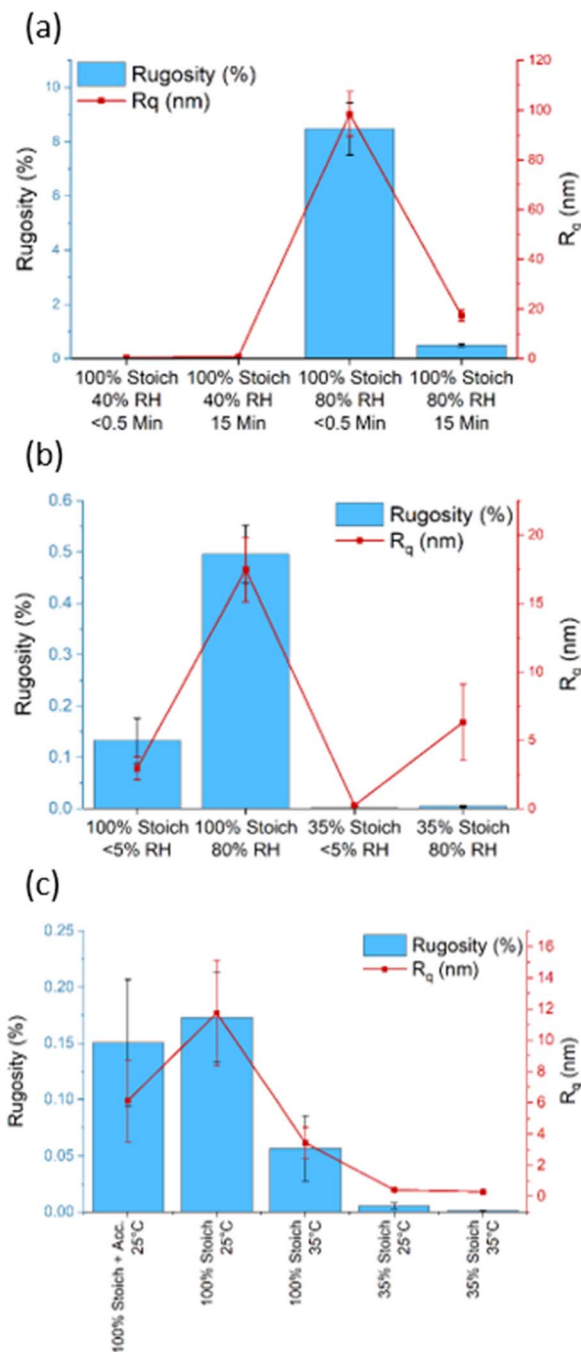 (a)
Rugosity (%)
Rq (nm)
10
8
6
4
2
0
Rugosity (%)
120
100
80
60
40
20
0
Rq (nm)
100% Stoich 100% Stoich 100% Stoich 100% Stoich
40% RH 40% RH 80% RH 80% RH
<0.5 Min 15 Min <0.5 Min 15 Min
(b)
Rugosity (%)
Rq (nm)
0.6
0.5
0.4
0.3
0.2
0.1
0.0
Rugosity (%)
20
15
10
5
0
Rq (nm)
100% Stoich 100% Stoich 35% Stoich 35% Stoich
<5% RH 80% RH <5% RH 80% RH
(c)
Rugosity (%)
Rq (nm)
0.25
0.20
0.15
0.10
0.05
0.00
Rugosity (%)
16
14
12
10
8
6
4
2
0
Rq (nm)
100% Stoich + Acc.
25°C
100% Stoich
25°C
100% Stoich
35°C
35% Stoich
25°C
35% Stoich
35°C